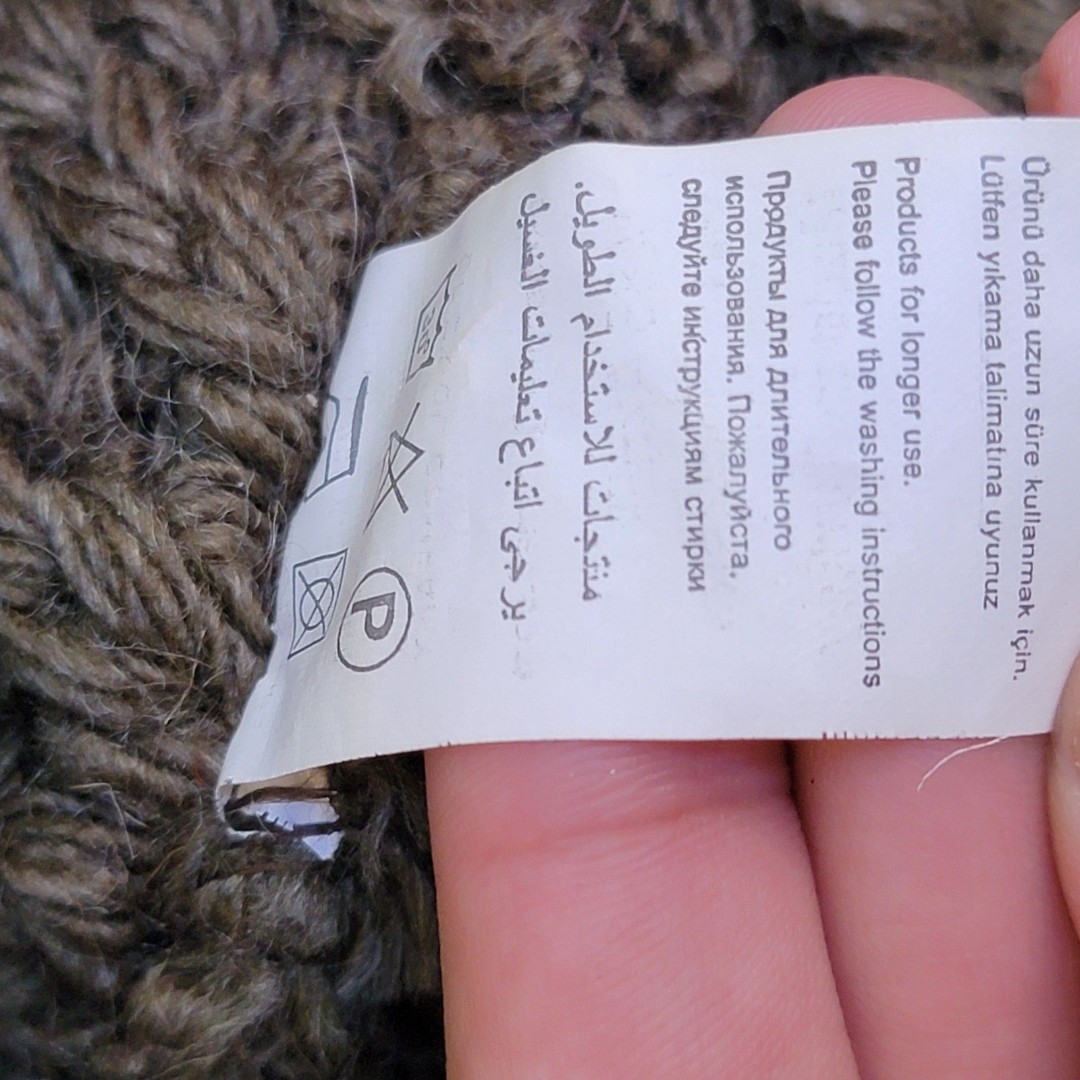 Ürünü daha uzun süre kullanmak için.
Lütfen yıkama talimatına uyunuz
Products for longer use.
Please follow the washing instructions
Продукты для длительного
использования. Пожалуйста,
следуйте инструкциям стирки
منتجات للاستخدام الطويل.
يرجى اتباع تعليمات الغسيل
P